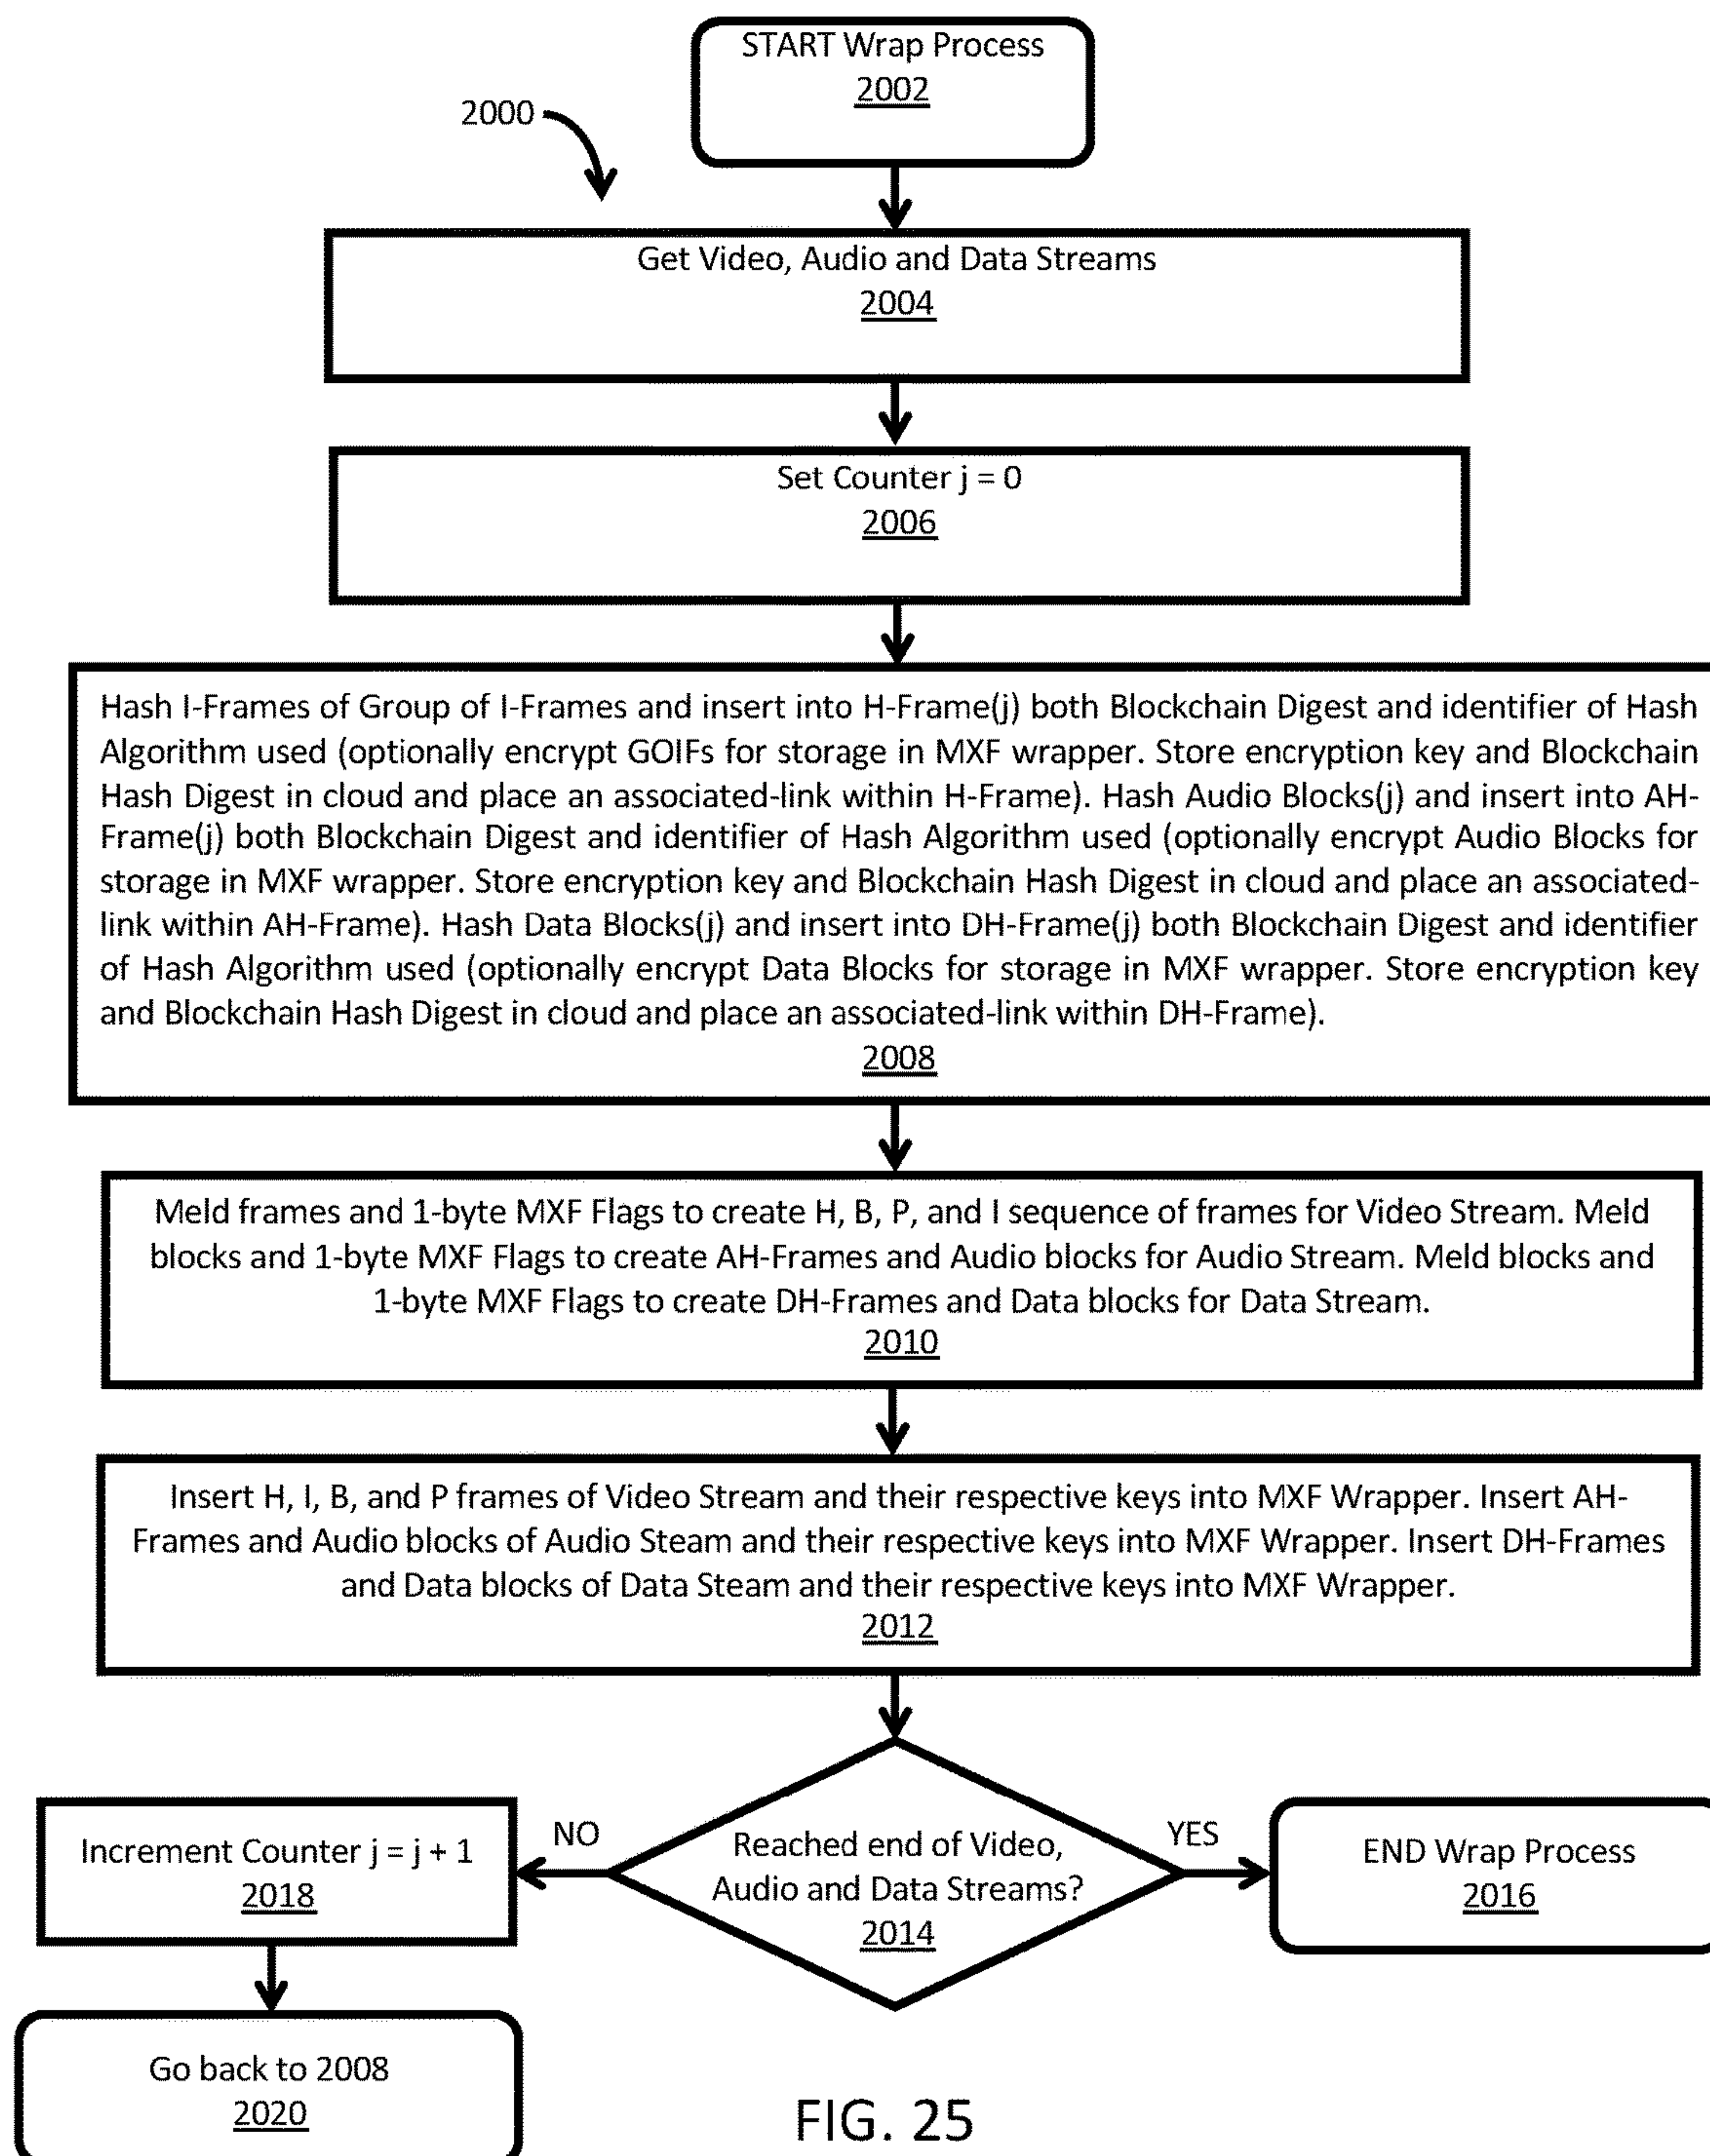 START Wrap Process
2002
2000
Get Video, Audio and Data Streams
2004
Set Counter j = 0
2006
Hash I-Frames of Group of I-Frames and insert into H-Frame(j) both Blockchain Digest and identifier of Hash
Algorithm used (optionally encrypt GOIFs for storage in MXF wrapper. Store encryption key and Blockchain
Hash Digest in cloud and place an associated-link within H-Frame). Hash Audio Blocks(j) and insert into AH-
Frame(j) both Blockchain Digest and identifier of Hash Algorithm used (optionally encrypt Audio Blocks for
storage in MXF wrapper. Store encryption key and Blockchain Hash Digest in cloud and place an associated-
link within AH-Frame). Hash Data Blocks(j) and insert into DH-Frame(j) both Blockchain Digest and identifier
of Hash Algorithm used (optionally encrypt Data Blocks for storage in MXF wrapper. Store encryption key
and Blockchain Hash Digest in cloud and place an associated-link within DH-Frame).
2008
Meld frames and 1-byte MXF Flags to create H, B, P, and I sequence of frames for Video Stream. Meld
blocks and 1-byte MXF Flags to create AH-Frames and Audio blocks for Audio Stream. Meld blocks and
1-byte MXF Flags to create DH-Frames and Data blocks for Data Stream.
2010
Insert H, I, B, and P frames of Video Stream and their respective keys into MXF Wrapper. Insert AH-
Frames and Audio blocks of Audio Steam and their respective keys into MXF Wrapper. Insert DH-Frames
and Data blocks of Data Steam and their respective keys into MXF Wrapper.
2012
Reached end of Video,
Audio and Data Streams?
2014
NO
YES
Increment Counter j = j + 1
2018
END Wrap Process
2016
Go back to 2008
2020
FIG. 25